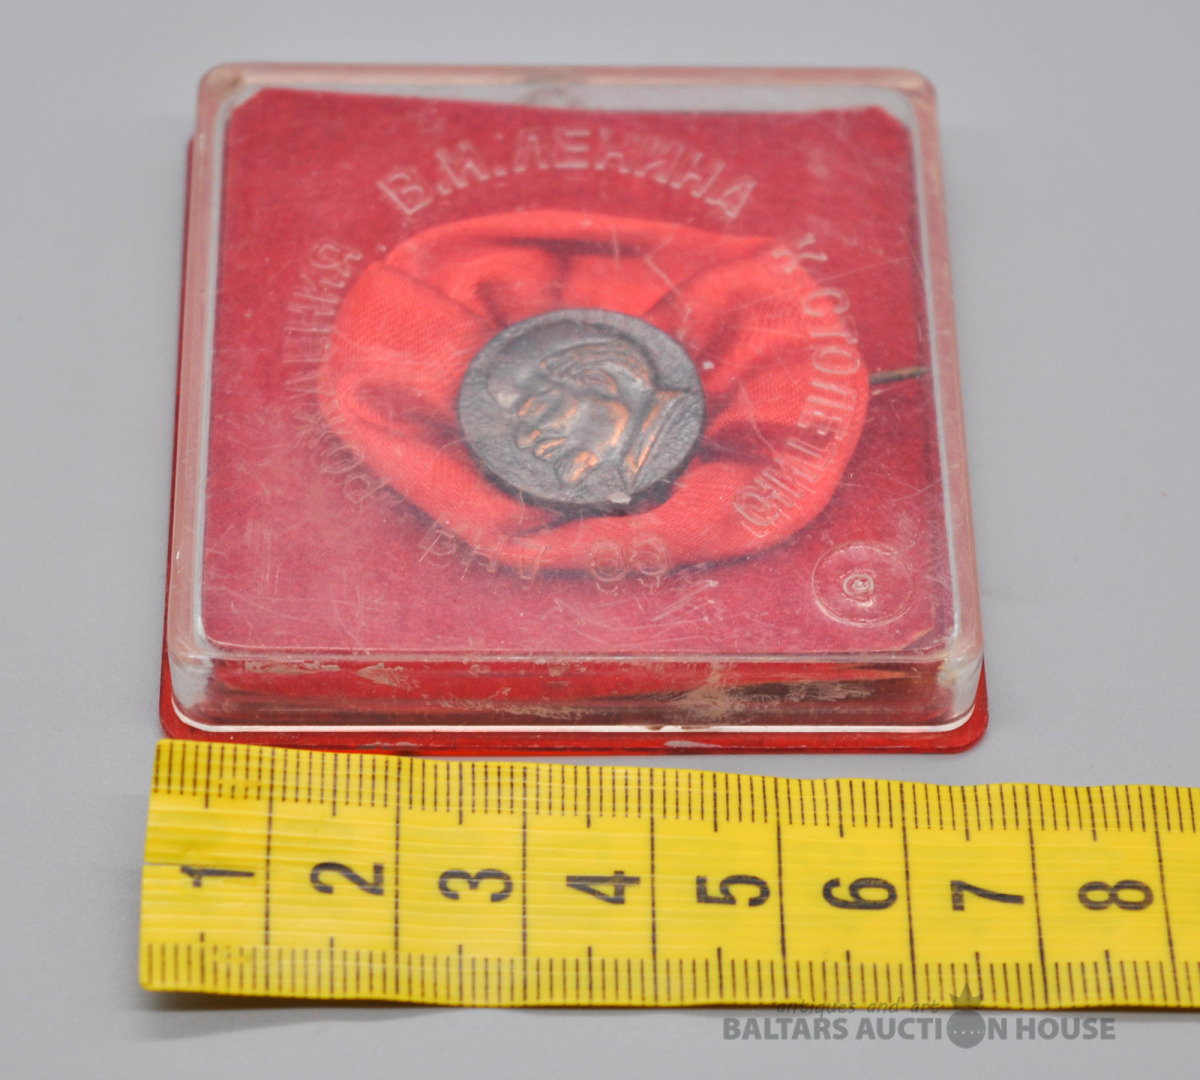 К СТОЛЕТИЮ
СО ДНЯ
РОЖДЕНИЯ
В.И.ЛЕНИНА
1 2 3 4 5 6 7 8
antiques and art
BALTARS AUCTION HOUSE